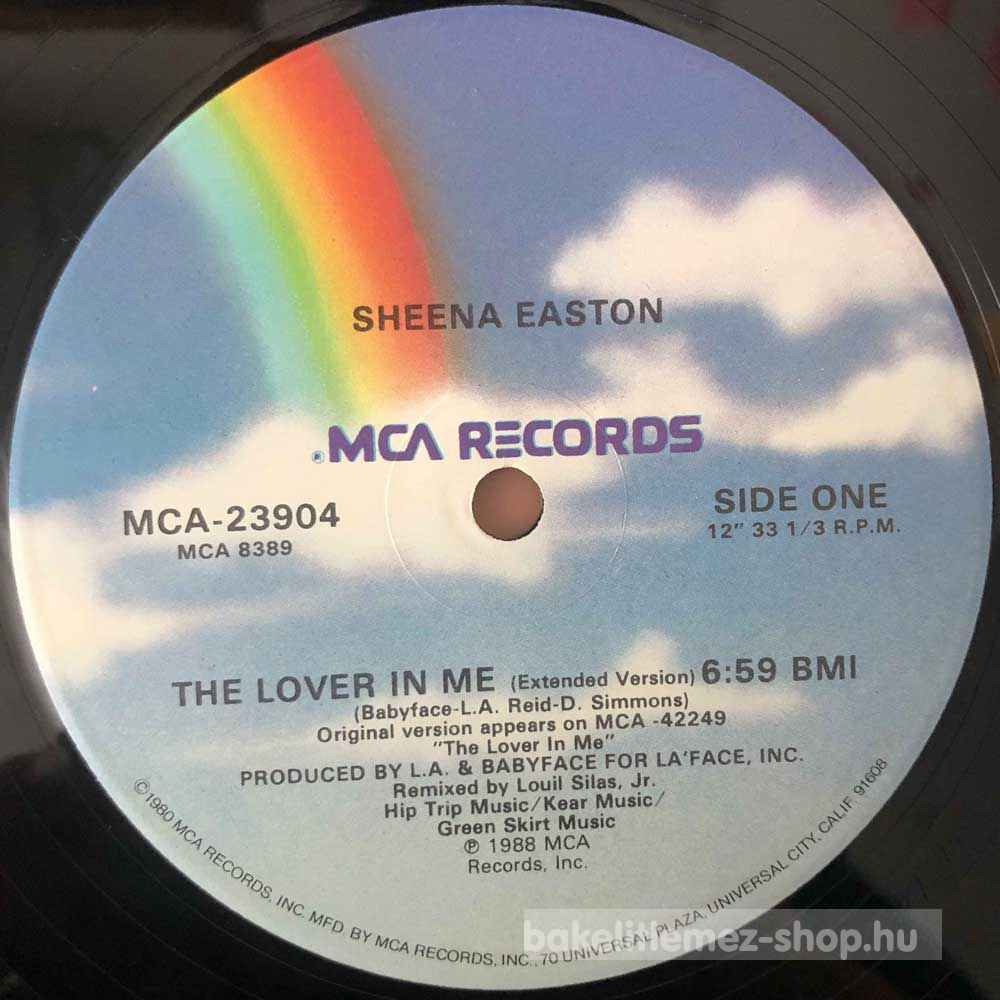 SHEENA EASTON
®MCA RECORDS
MCA-23904
MCA 8389
SIDE ONE
12" 33 1/3 R.P.M.
THE LOVER IN ME (Extended Version) 6:59 BMI
(Babyface-L.A. Reid-D. Simmons)
Original version appears on MCA -42249
"The Lover In Me"
PRODUCED BY L.A. & BABYFACE FOR LA'FACE, INC.
Remixed by Louil Silas, Jr.
Hip Trip Music/Kear Music/
Green Skirt Music
℗ 1988 MCA
Records, Inc.
©1980 MCA RECORDS, INC. MFD. BY MCA RECORDS, INC., 70 UNIVERSAL PLAZA, UNIVERSAL CITY, CALIF. 91608
bakelitlemez-shop.hu